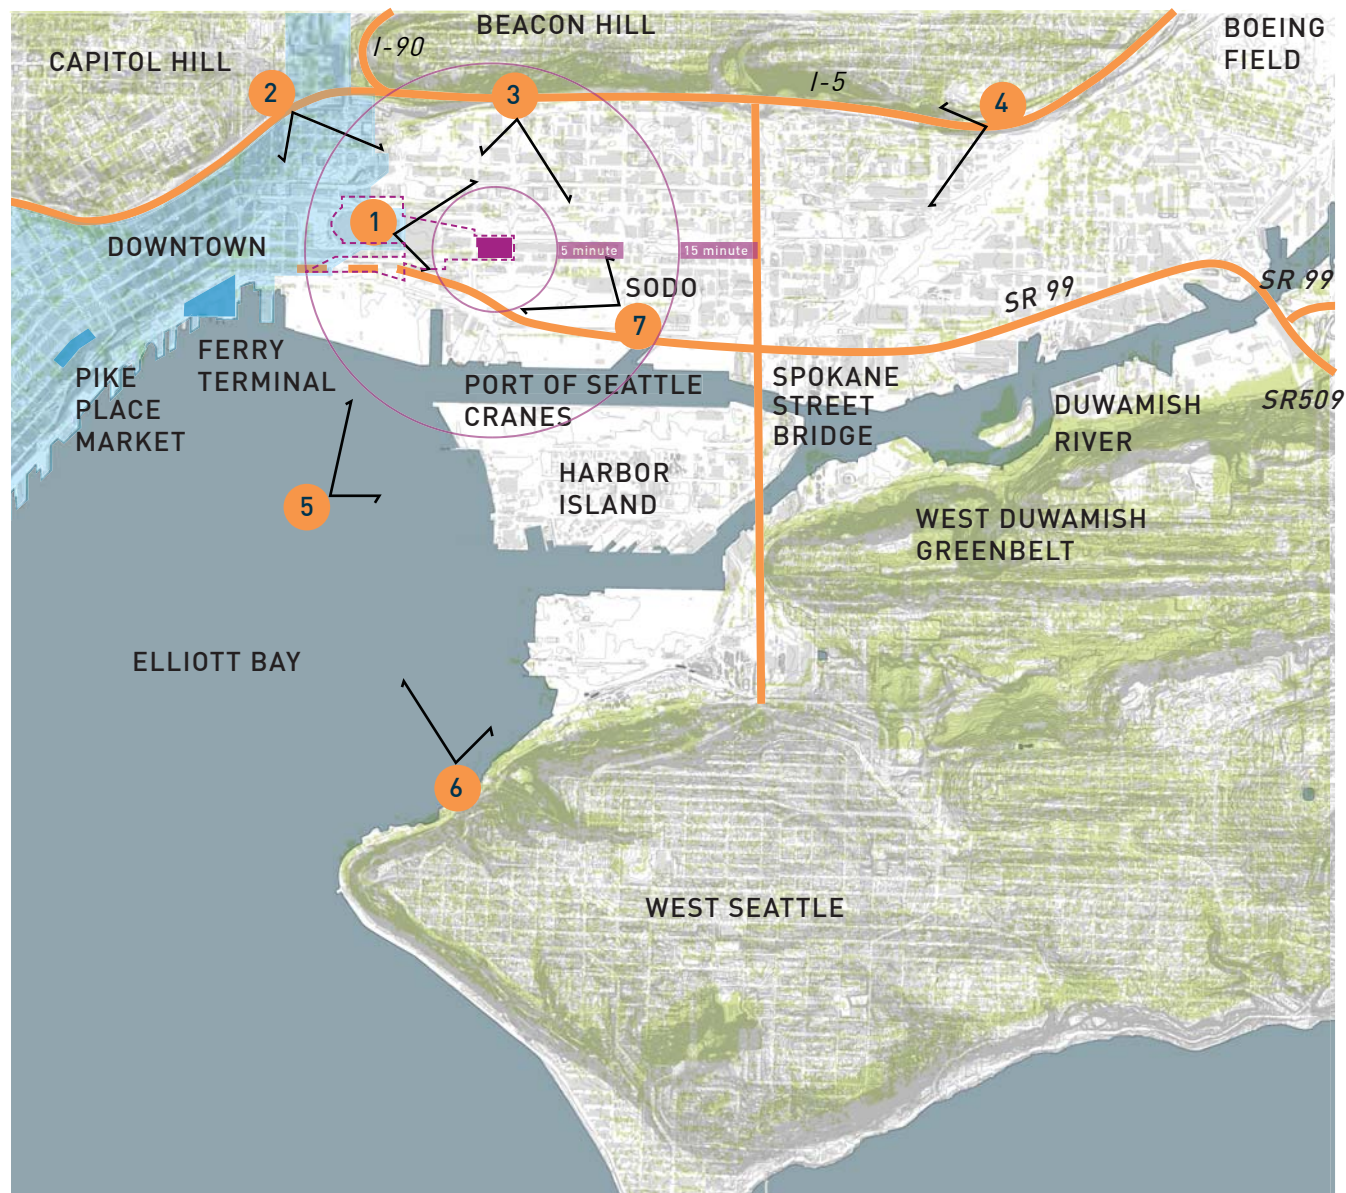 BEACON HILL
BOEING
FIELD
I-90
CAPITOL HILL
I-5
2
3
4
1
DOWNTOWN
5 minute
15 minute
SODO
SR 99
SR 99
7
FERRY
TERMINAL
PIKE
PLACE
MARKET
PORT OF SEATTLE
CRANES
SPOKANE
STREET
BRIDGE
DUWAMISH
RIVER
SR509
HARBOR
ISLAND
5
WEST DUWAMISH
GREENBELT
ELLIOTT BAY
6
WEST SEATTLE